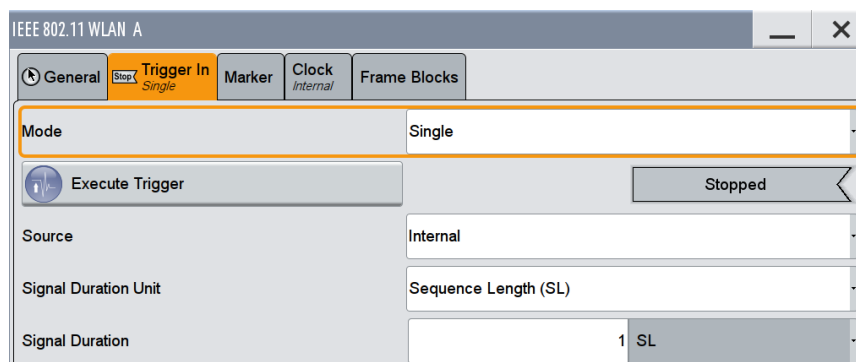 IEEE 802.11 WLAN A
General
Stop
Trigger In
Single
Marker
Clock
Internal
Frame Blocks
Mode
Single
Execute Trigger
Stopped
Source
Internal
Signal Duration Unit
Sequence Length (SL)
Signal Duration
1 SL